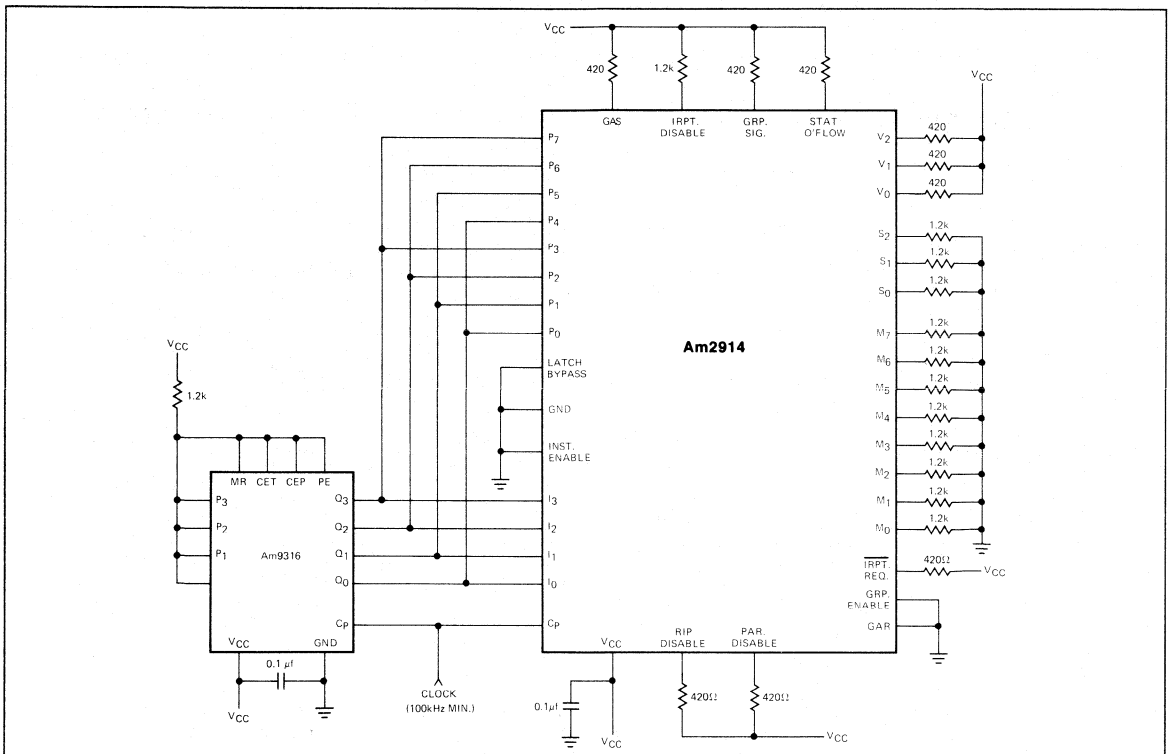 VCC
420
1.2k
420
420
GAS
IRPT. DISABLE
GRP. SIG.
STAT O'FLOW
VCC
P7
P6
P5
P4
P3
P2
P1
P0
LATCH BYPASS
GND
INST. ENABLE
I3
I2
I1
I0
CP
Am2914
V2
420
V1
420
V0
420
S2
1.2k
S1
1.2k
S0
1.2k
M7
1.2k
M6
1.2k
M5
1.2k
M4
1.2k
M3
1.2k
M2
1.2k
M1
1.2k
M0
1.2k
IRPT. REQ.
420Ω
VCC
GRP. ENABLE
GAR
VCC
1.2k
MR
CET
CEP
PE
P3
P2
P1
Am9316
Q3
Q2
Q1
Q0
CP
VCC
GND
0.1 μf
VCC
CLOCK
(100kHz MIN.)
VCC
RIP DISABLE
PAR. DISABLE
0.1μf
420Ω
420Ω
VCC
VCC